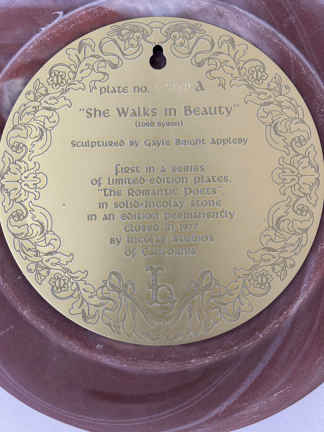 plate no. a
"She Walks in Beauty"
(Lord Byron)
Sculptured by Gayle Bright Appleby
first in a series
of limited-edition plates,
"The Romantic Poets"
in solid-Incolay stone
in an edition permanently
closed in 1977
by Incolay Studios
of California